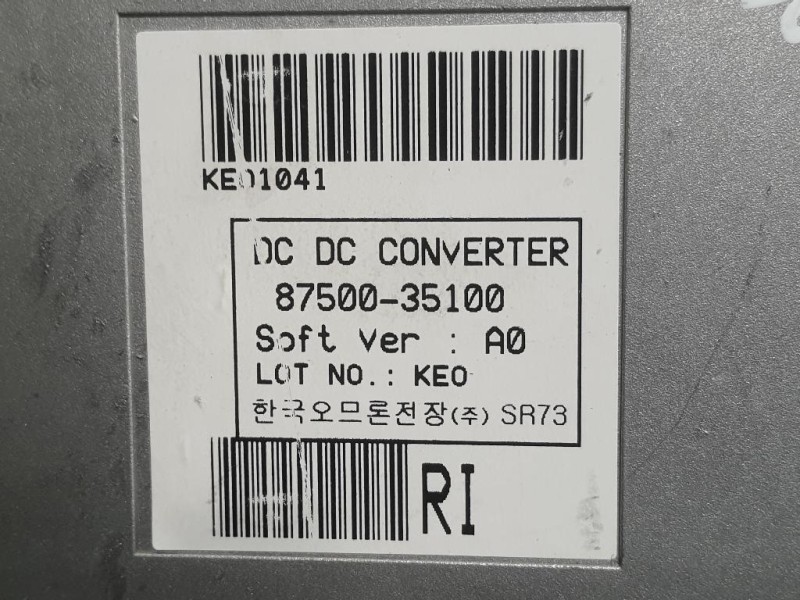 KEO1041
DC DC CONVERTER
87500-35100
Soft Ver : A0
LOT NO.: KEO
한국오므론전장(주) SR73
RI